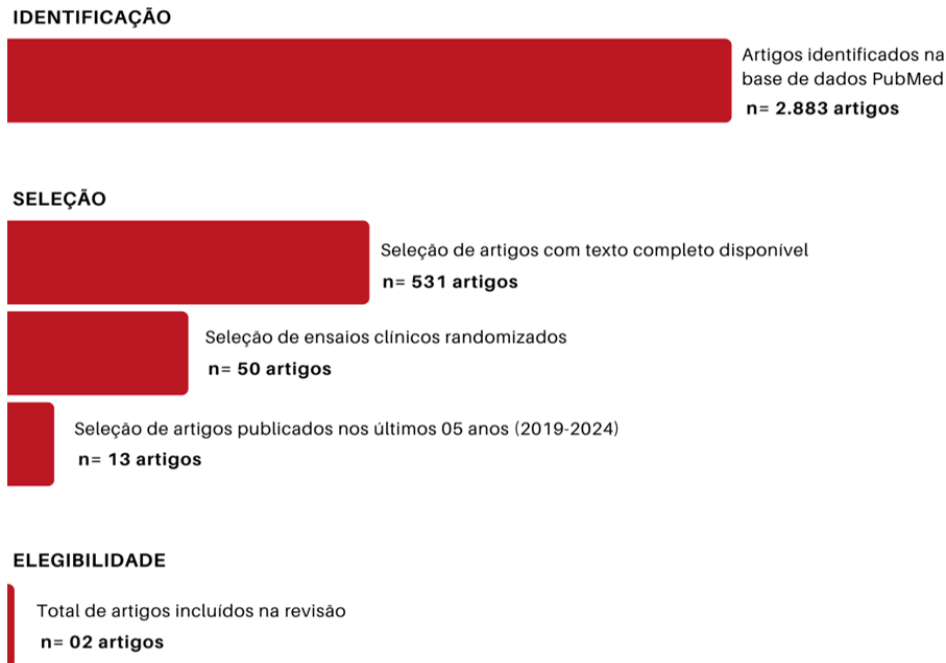 IDENTIFICAÇÃO
Artigos identificados na
base de dados PubMed
n= 2.883 artigos
SELEÇÃO
Seleção de artigos com texto completo disponível
n= 531 artigos
Seleção de ensaios clínicos randomizados
n= 50 artigos
Seleção de artigos publicados nos últimos 05 anos (2019-2024)
n= 13 artigos
ELEGIBILIDADE
Total de artigos incluídos na revisão
n= 02 artigos